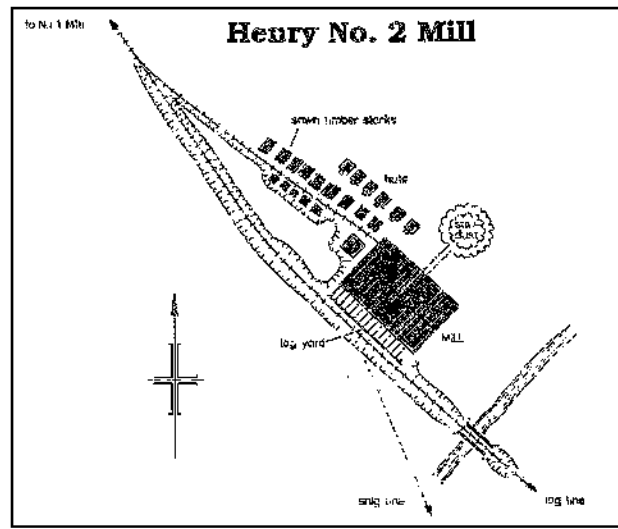 to No 1 Mill
Henry No. 2 Mill
sawn timber stacks
huts
saw
dust
log yard
Mill
snig line
log line